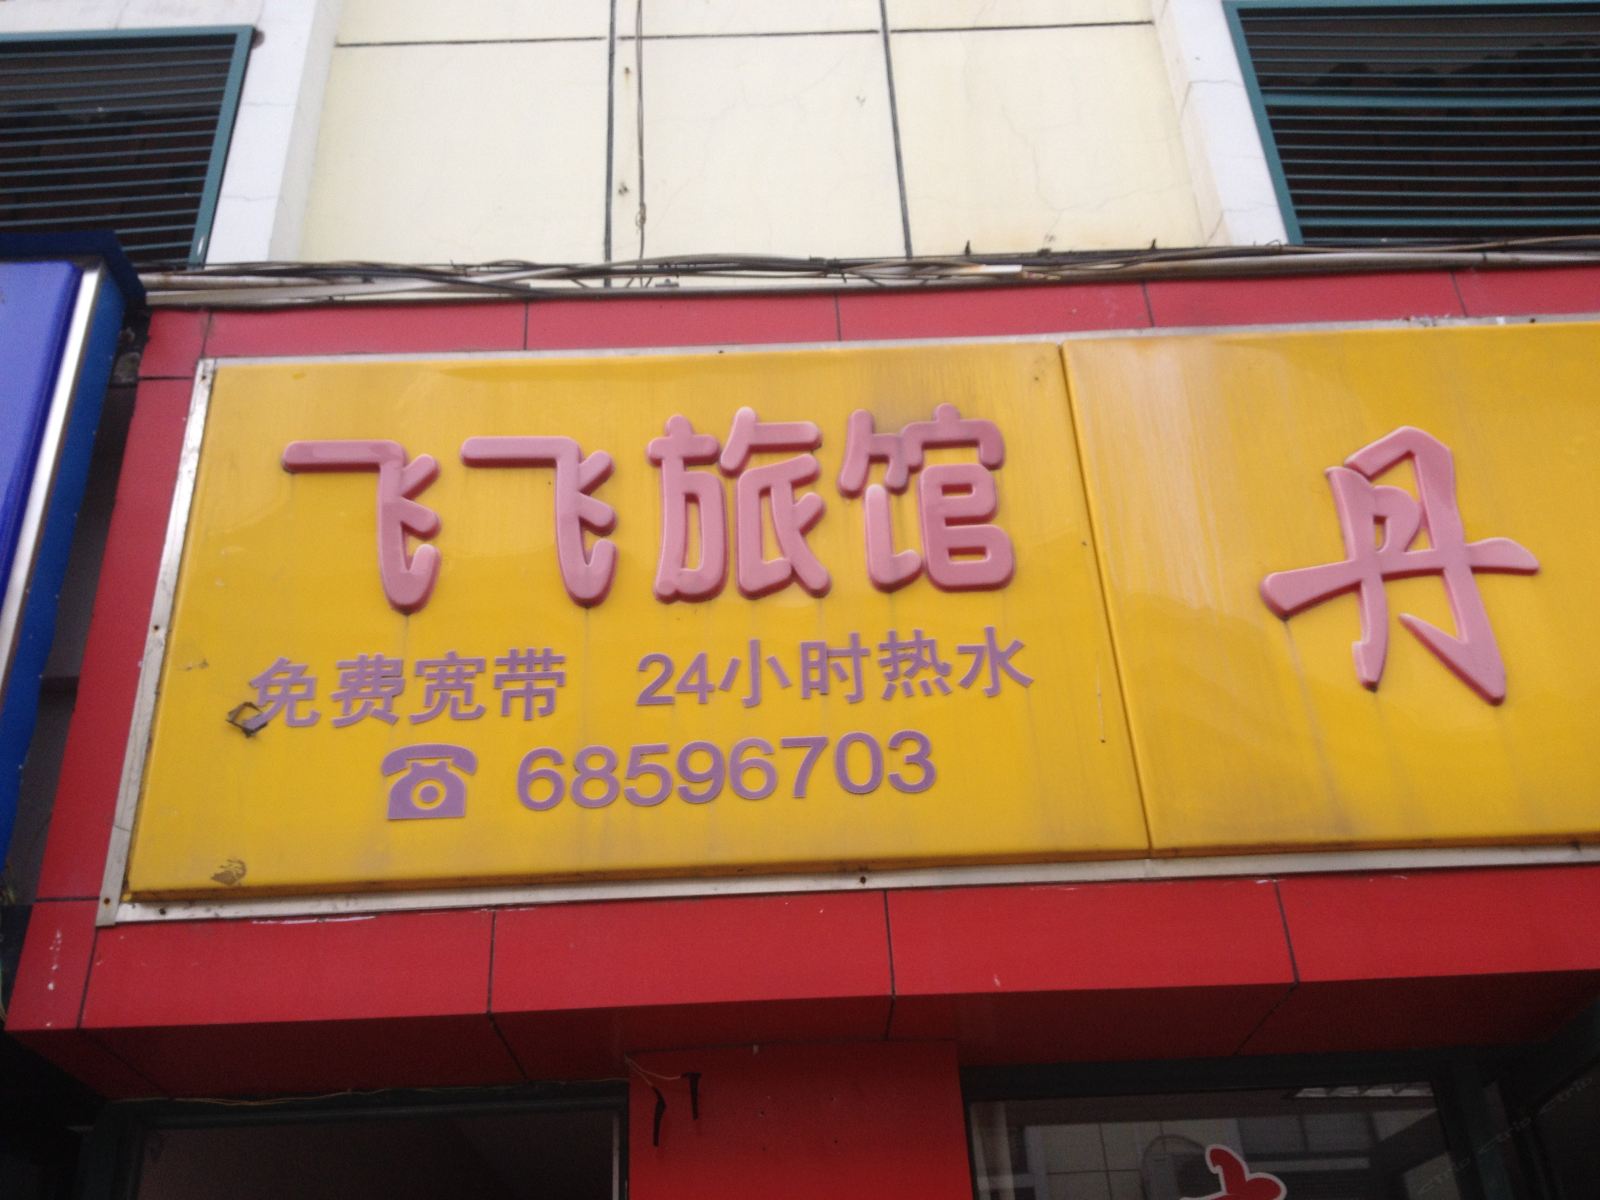 飞飞旅馆
免费宽带 24小时热水
☎ 68596703
丹